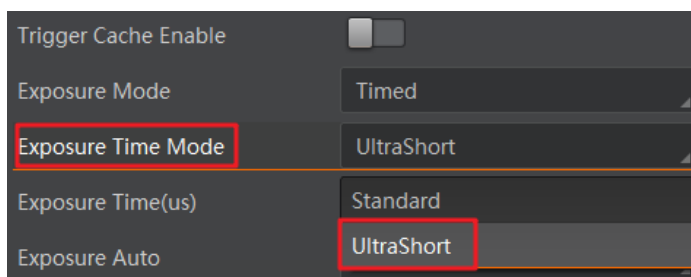 Trigger Cache Enable
Exposure Mode Timed
Exposure Time Mode UltraShort
Exposure Time(us) Standard
Exposure Auto UltraShort